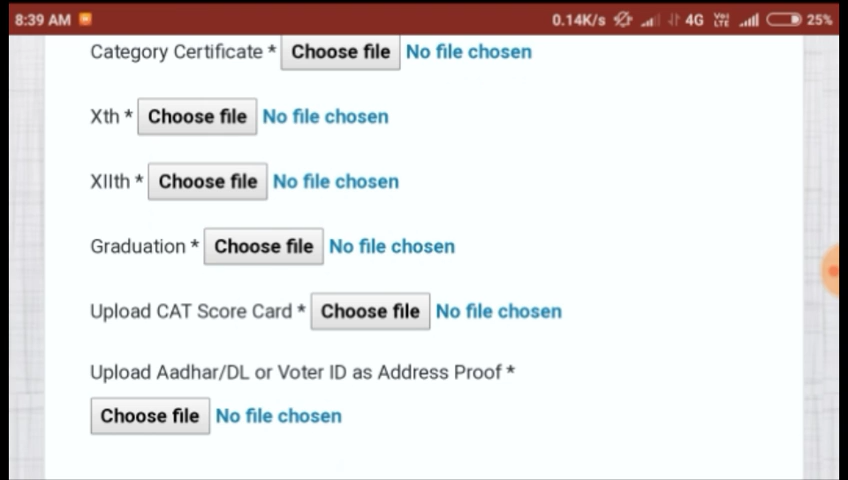 8:39 AM 0.14K/s 4G VoLTE 25%
Category Certificate * Choose file No file chosen
Xth * Choose file No file chosen
XIIth * Choose file No file chosen
Graduation * Choose file No file chosen
Upload CAT Score Card * Choose file No file chosen
Upload Aadhar/DL or Voter ID as Address Proof *
Choose file No file chosen